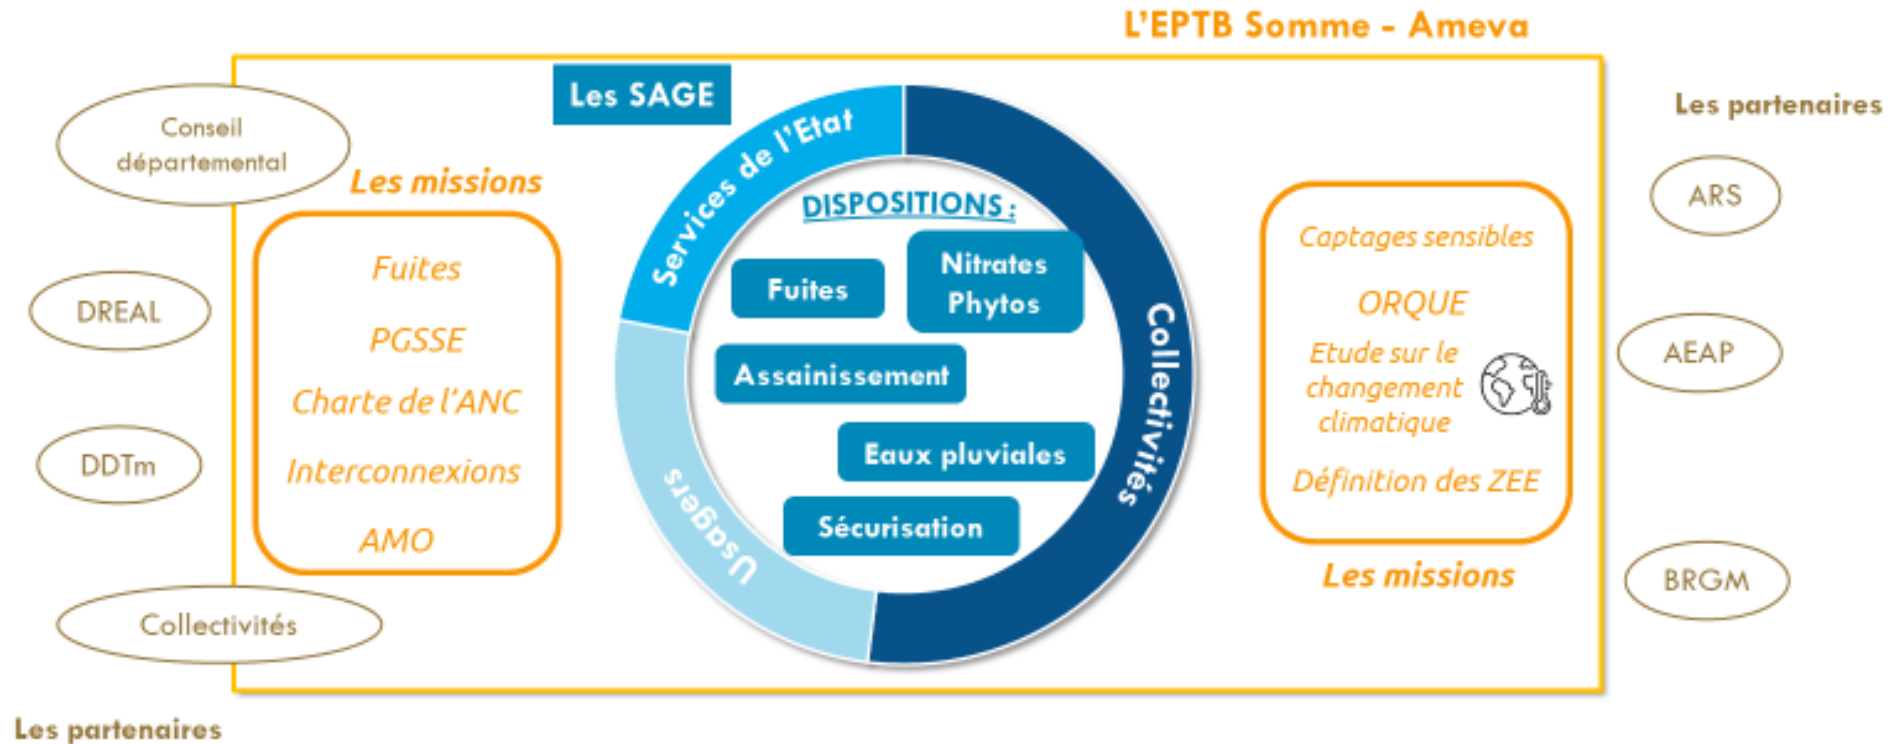 L'EPTB Somme - Ameva
Les SAGE
Les partenaires
Conseil
départemental
DREAL
DDTm
Collectivités
Les partenaires
Les missions
Fuites
PGSSE
Charte de l'ANC
Interconnexions
AMO
Services de l'Etat
Usagers
Collectivités
DISPOSITIONS :
Fuites
Nitrates
Phytos
Assainissement
Eaux pluviales
Sécurisation
Captages sensibles
ORQUE
Etude sur le
changement
climatique
Définition des ZEE
Les missions
ARS
AEAP
BRGM